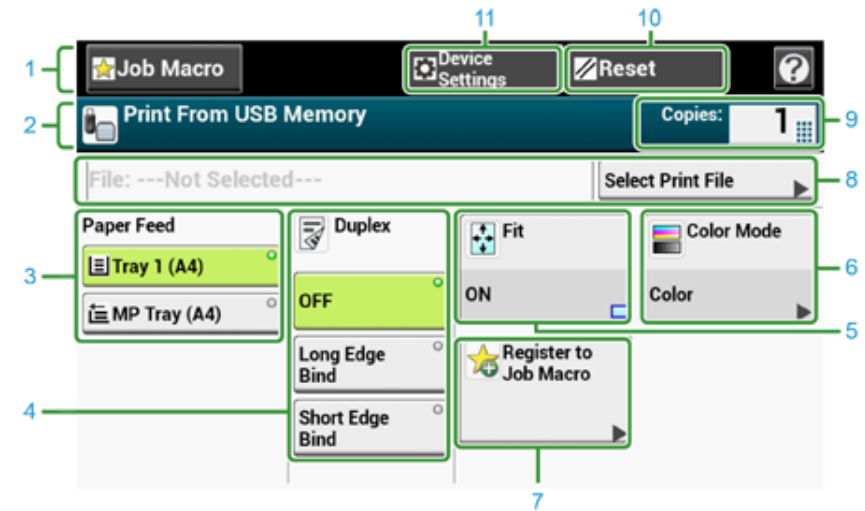 11
10
1
Job Macro
Device
Settings
Reset
?
2
Print From USB Memory
Copies:
1
9
File: ---Not Selected---
Select Print File
8
Paper Feed
Duplex
Fit
Color Mode
3
Tray 1 (A4)
OFF
ON
Color
6
MP Tray (A4)
5
Long Edge
Bind
Register to
Job Macro
4
Short Edge
Bind
7